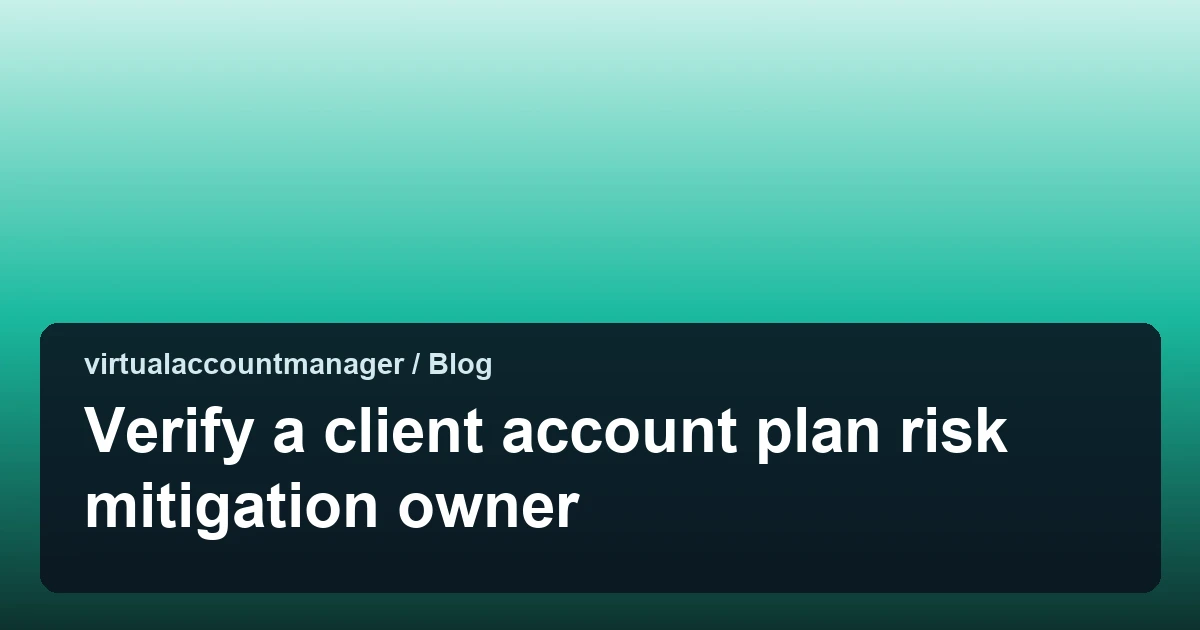 virtualaccountmanager / Blog
Verify a client account plan risk
mitigation owner